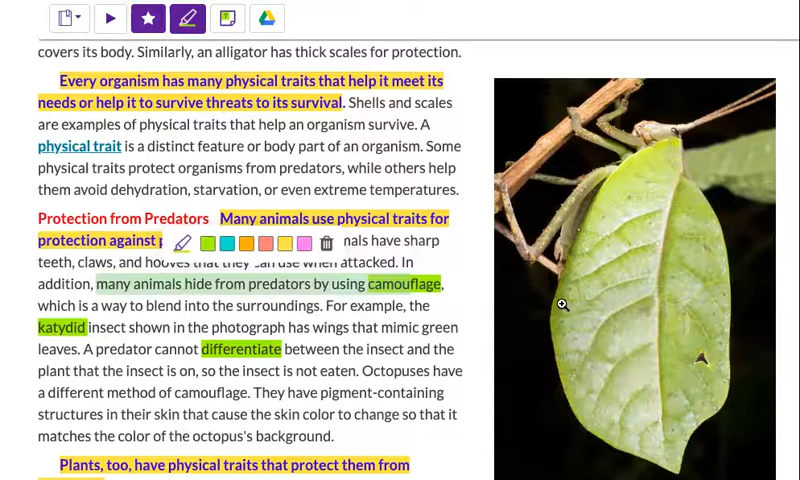 covers its body. Similarly, an alligator has thick scales for protection.
Every organism has many physical traits that help it meet its
needs or help it to survive threats to its survival. Shells and scales
are examples of physical traits that help an organism survive. A
physical trait is a distinct feature or body part of an organism. Some
physical traits protect organisms from predators, while others help
them avoid dehydration, starvation, or even extreme temperatures.
Protection from Predators Many animals use physical traits for
protection against have sharp
teeth, claws, and hooves that they can use when attacked. In
addition, many animals hide from predators by using camouflage,
which is a way to blend into the surroundings. For example, the
katydid insect shown in the photograph has wings that mimic green
leaves. A predator cannot differentiate between the insect and the
plant that the insect is on, so the insect is not eaten. Octopuses have
a different method of camouflage. They have pigment-containing
structures in their skin that cause the skin color to change so that it
matches the color of the octopus's background.
Plants, too, have physical traits that protect them from